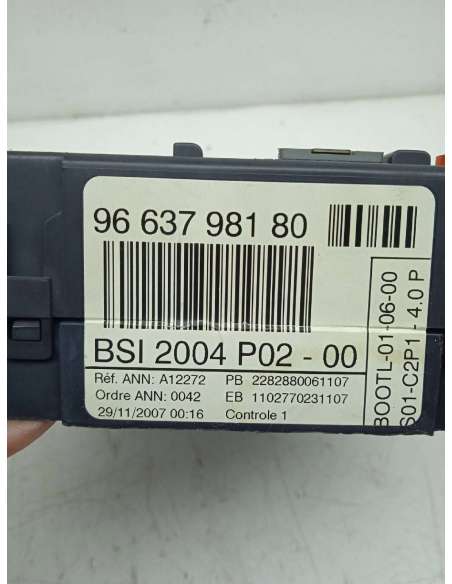 96 637 981 80
BSI 2004 P02 - 00
Réf. ANN: A12272 PB 2282880061107
Ordre ANN: 0042 EB 1102770231107
29/11/2007 00:16 Controle 1
BOOTL-01-06-00
S01-C2P1 - 4.0 P